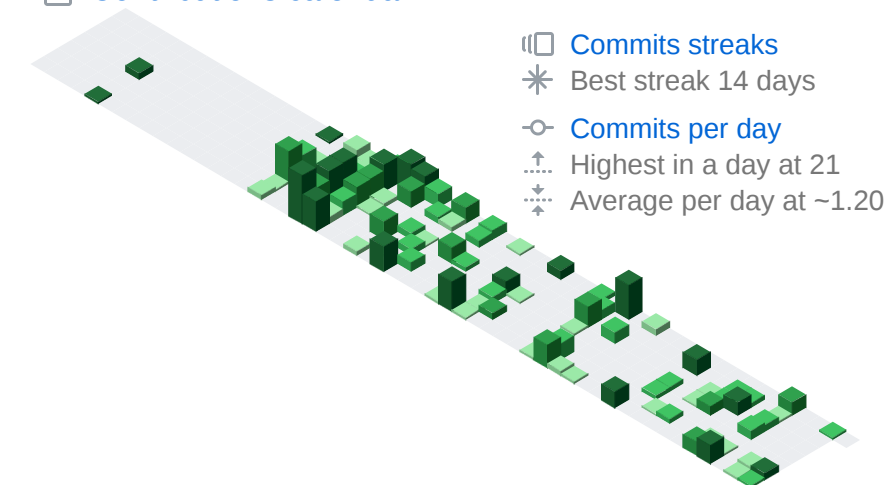 Commits streaks
Best streak 14 days
Commits per day
Highest in a day at 21
Average per day at ~1.20